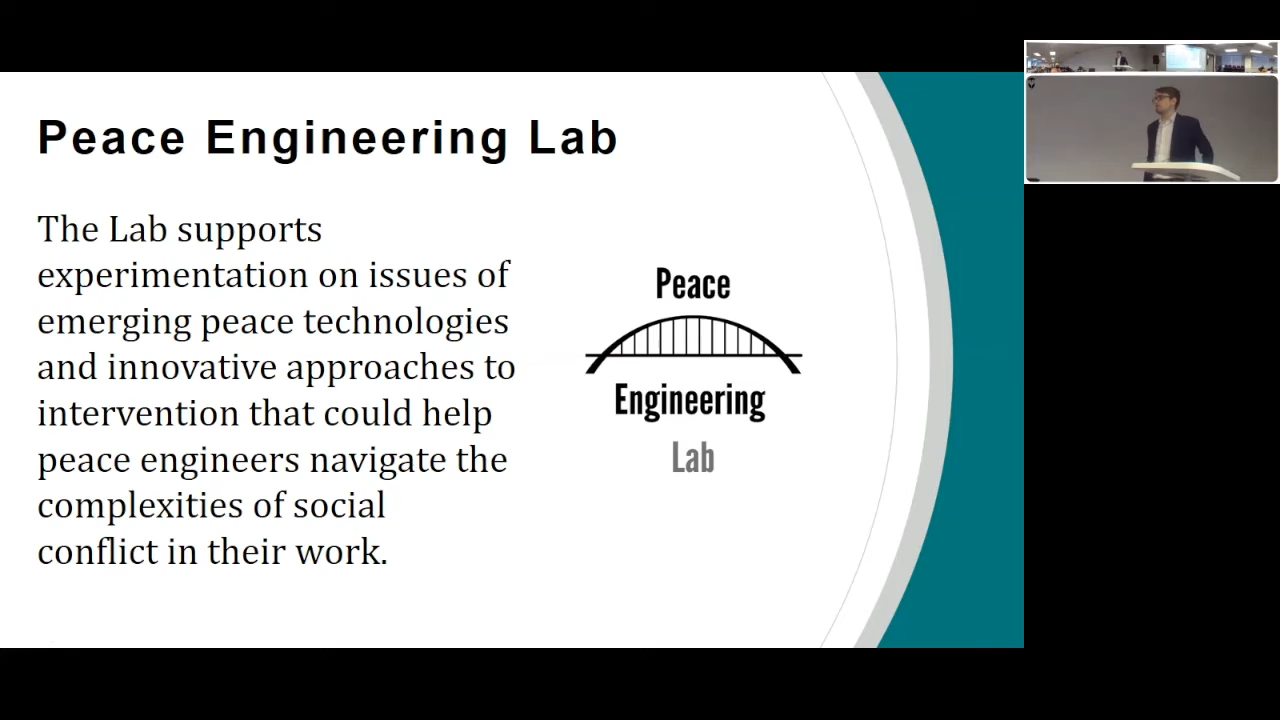 Peace Engineering Lab
The Lab supports
experimentation on issues of
emerging peace technologies
and innovative approaches to
intervention that could help
peace engineers navigate the
complexities of social
conflict in their work.
Peace
Engineering
Lab